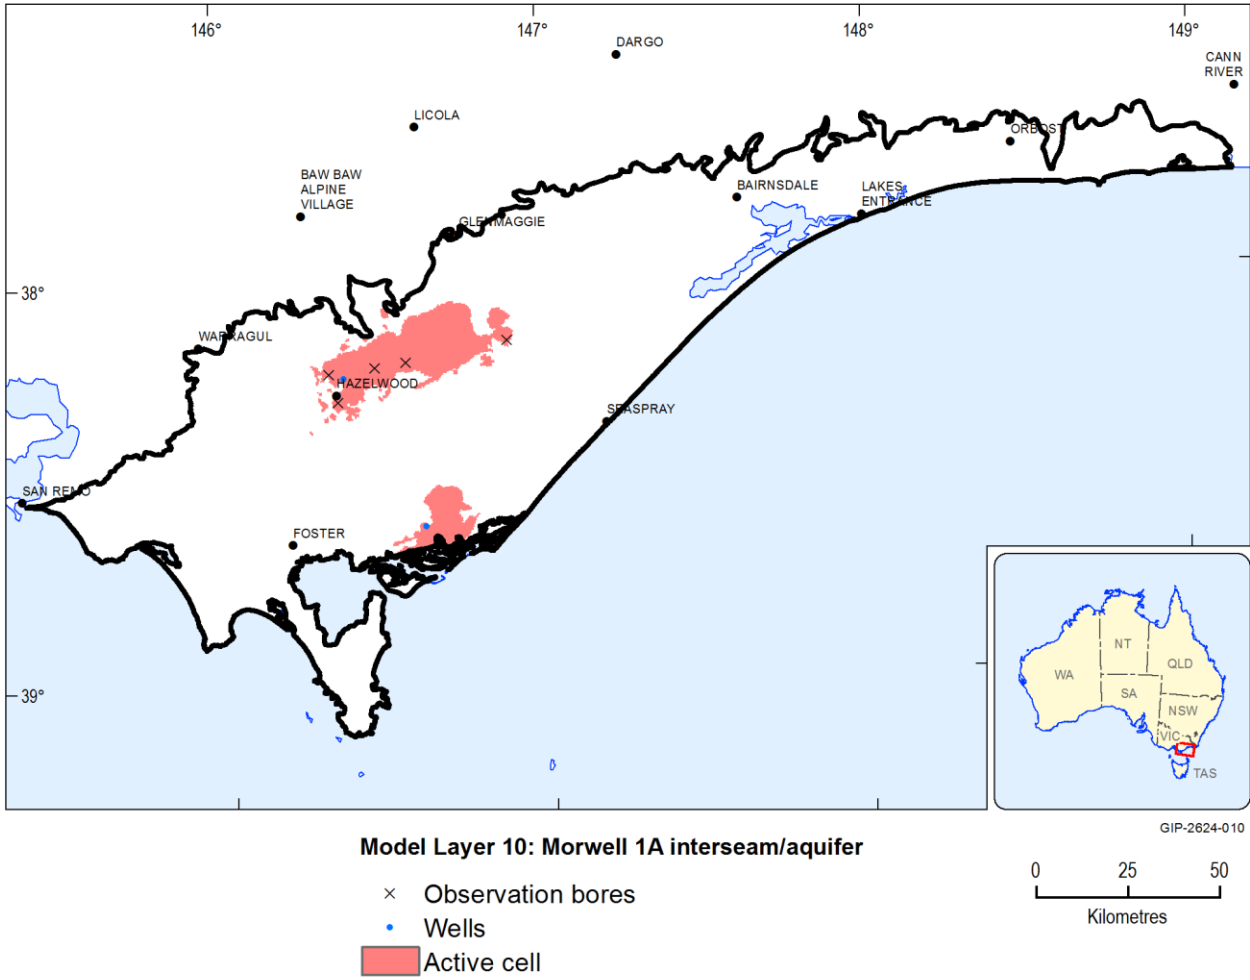 146°
147°
148°
149°
DARGO
CANN
RIVER
LICOLA
ORBOST
BAW BAW
ALPINE
VILLAGE
BAIRNSDALE
LAKES
ENTRANCE
GLENMAGGIE
38°
WARRAGUL
HAZELWOOD
SEASPRAY
SAN REMO
FOSTER
39°
NT
QLD
WA
SA
NSW
VIC
TAS
GIP-2624-010
Model Layer 10: Morwell 1A interseam/aquifer
Observation bores
Wells
Active cell
0 25 50
Kilometres